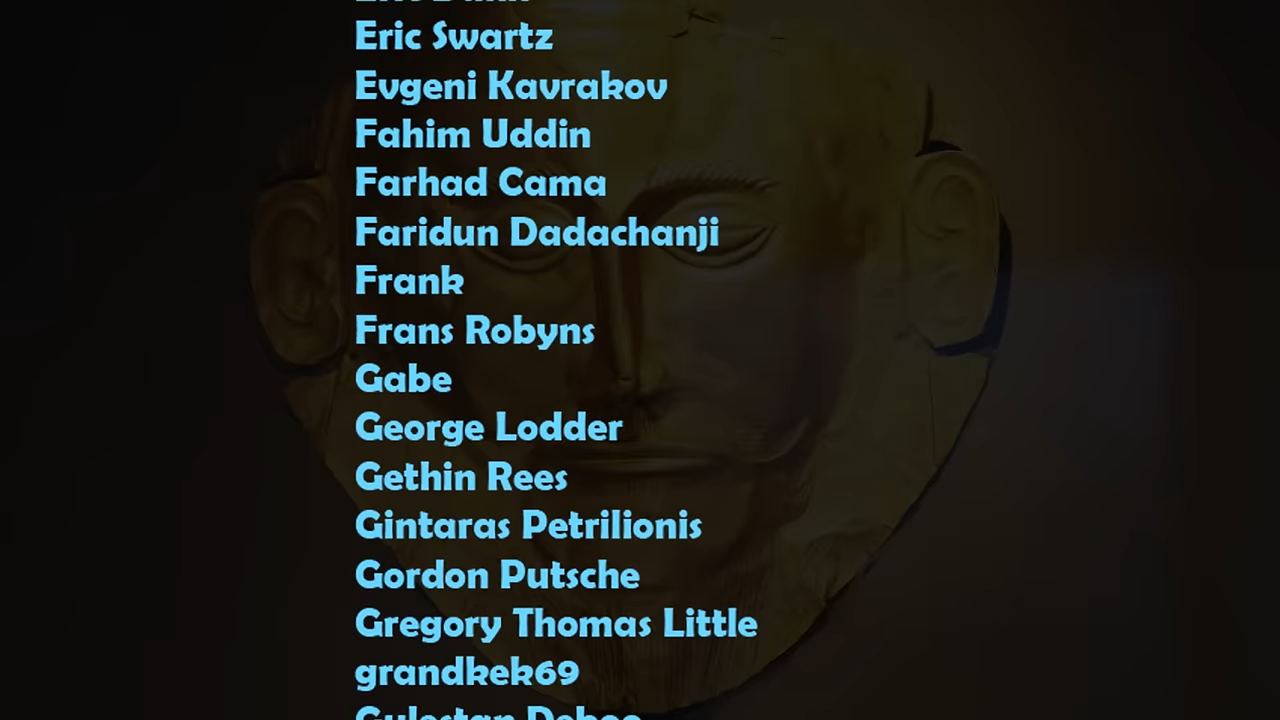 Eric Swartz
Evgeni Kavrakov
Fahim Uddin
Farhad Cama
Faridun Dadachanji
Frank
Frans Robyns
Gabe
George Lodder
Gethin Rees
Gintaras Petrilionis
Gordon Putsche
Gregory Thomas Little
grandkek69